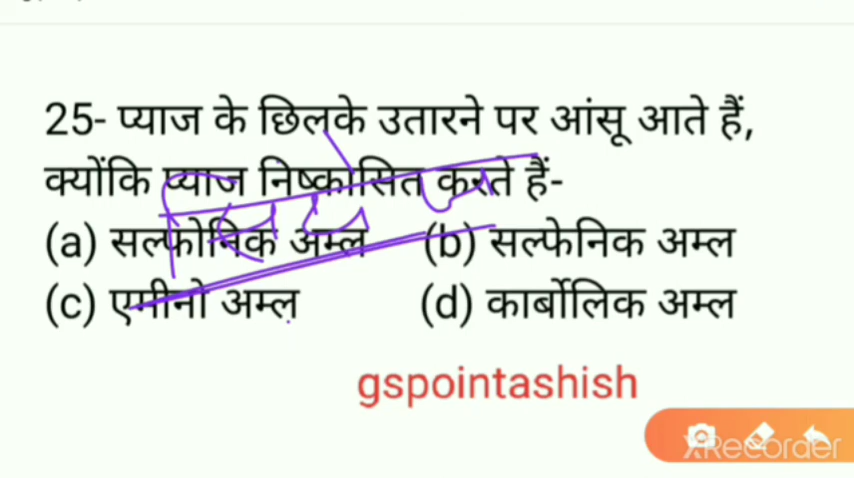 25- प्याज के छिलके उतारने पर आंसू आते हैं,
क्योंकि प्याज निष्कोसित करते हैं-
(a) सल्फोनिक अम्ल (b) सल्फेनिक अम्ल
(c) एमीनो अम्ल (d) कार्बोलिक अम्ल
gspointashish
XRecorder